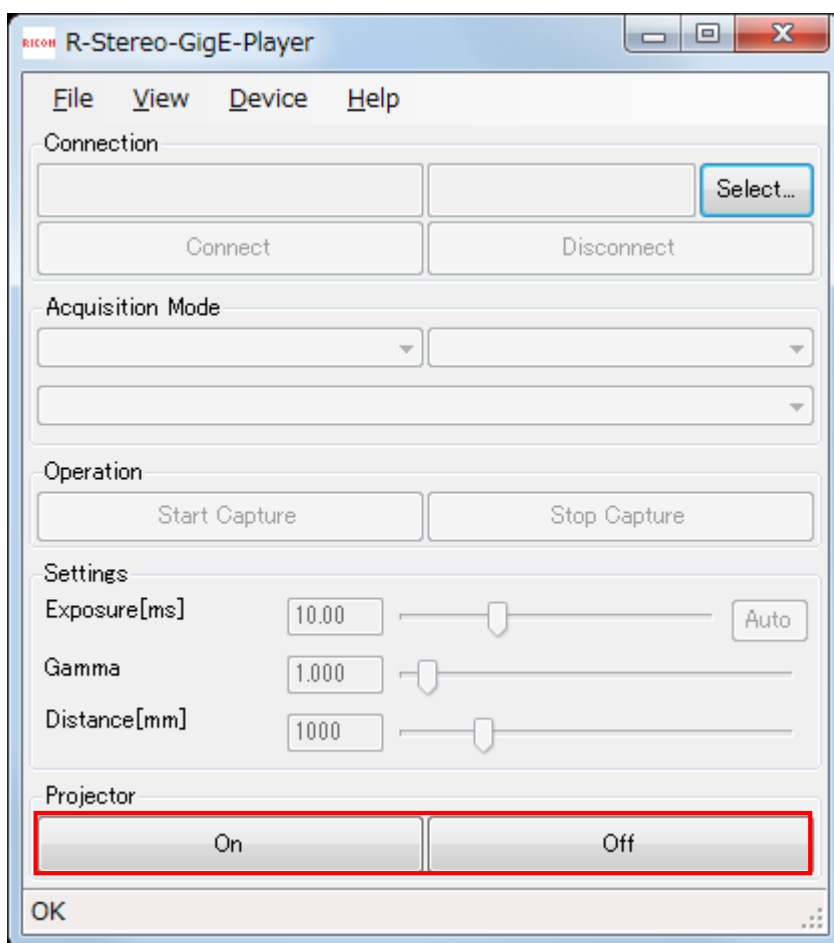 RICOH R-Stereo-GigE-Player
File View Device Help
Connection
Select...
Connect Disconnect
Acquisition Mode
Operation
Start Capture Stop Capture
Settings
Exposure[ms] 10.00 Auto
Gamma 1.000
Distance[mm] 1000
Projector
On Off
OK